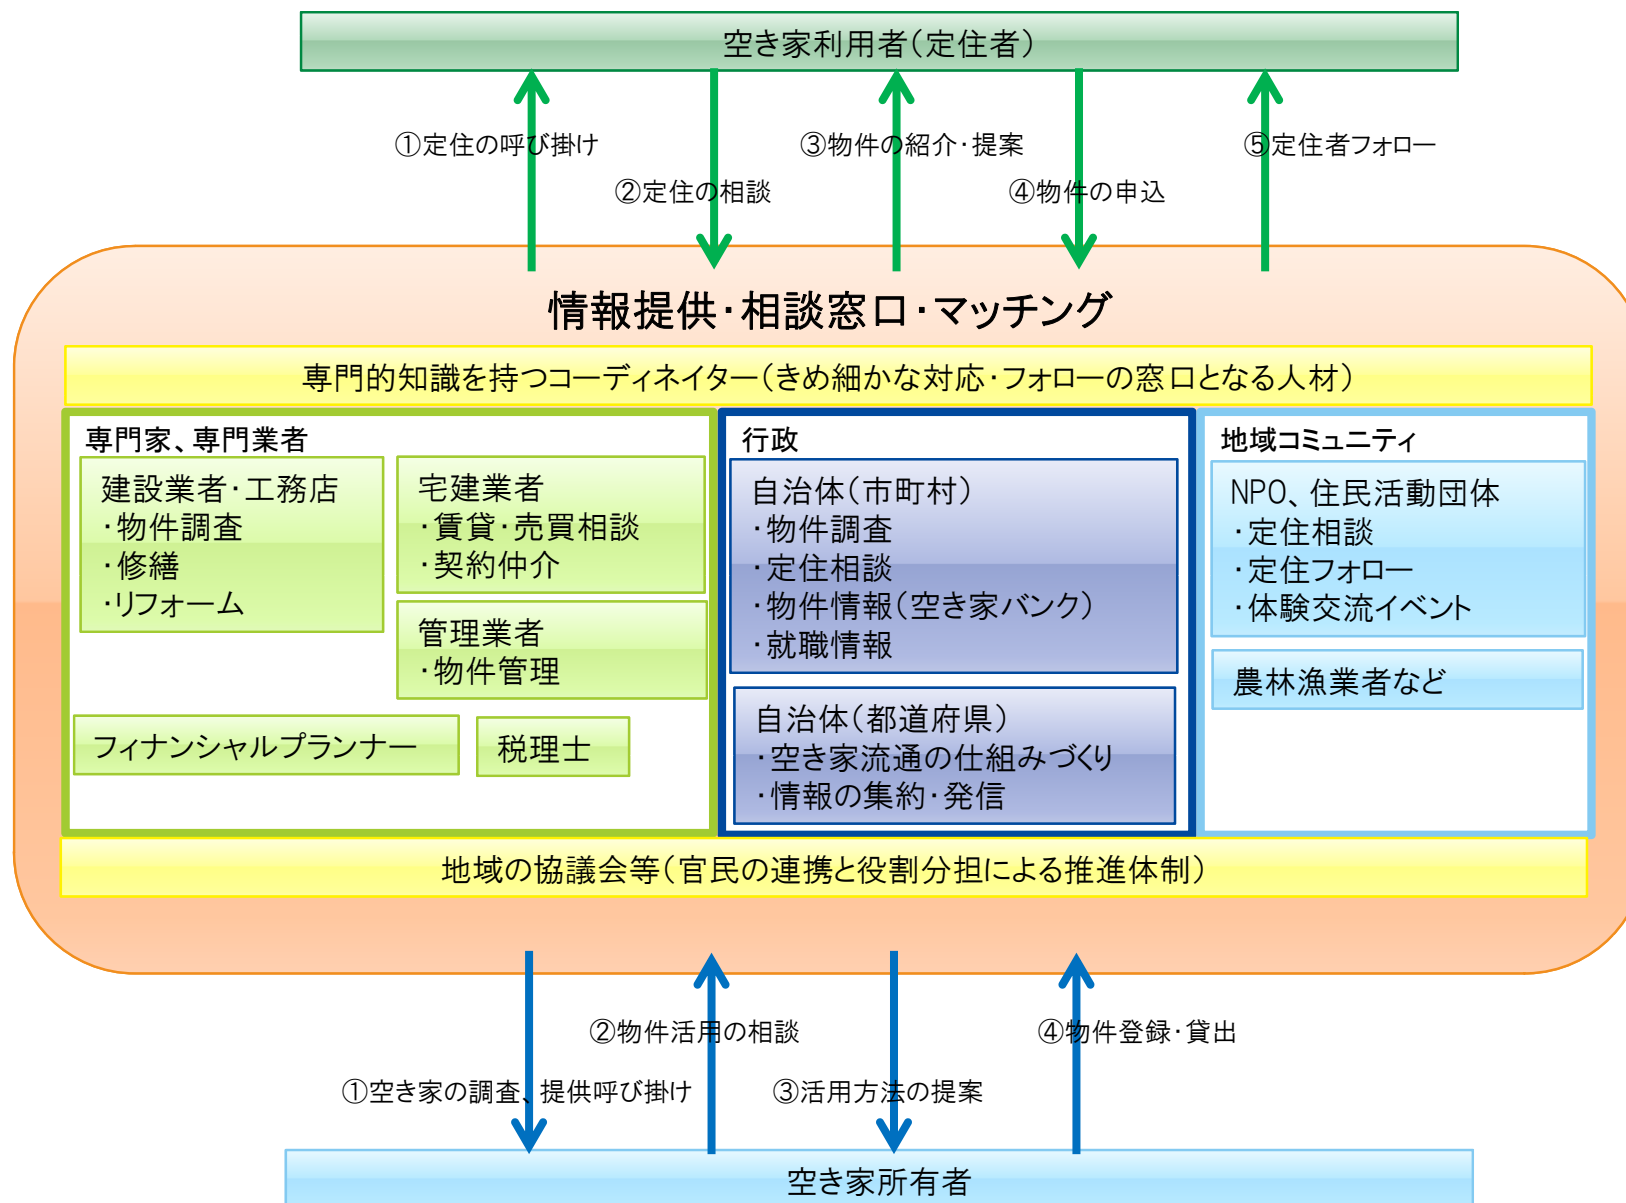 空き家利用者（定住者）
①定住の呼び掛け
②定住の相談
③物件の紹介・提案
④物件の申込
⑤定住者フォロー
情報提供・相談窓口・マッチング
専門的知識を持つコーディネイター（きめ細かな対応・フォローの窓口となる人材）
専門家、専門業者
建設業者・工務店
・物件調査
・修繕
・リフォーム
宅建業者
・賃貸・売買相談
・契約仲介
管理業者
・物件管理
フィナンシャルプランナー
税理士
行政
自治体（市町村）
・物件調査
・定住相談
・物件情報（空き家バンク）
・就職情報
自治体（都道府県）
・空き家流通の仕組みづくり
・情報の集約・発信
地域コミュニティ
NPO、住民活動団体
・定住相談
・定住フォロー
・体験交流イベント
農林漁業者など
地域の協議会等（官民の連携と役割分担による推進体制）
①空き家の調査、提供呼び掛け
②物件活用の相談
③活用方法の提案
④物件登録・貸出
空き家所有者